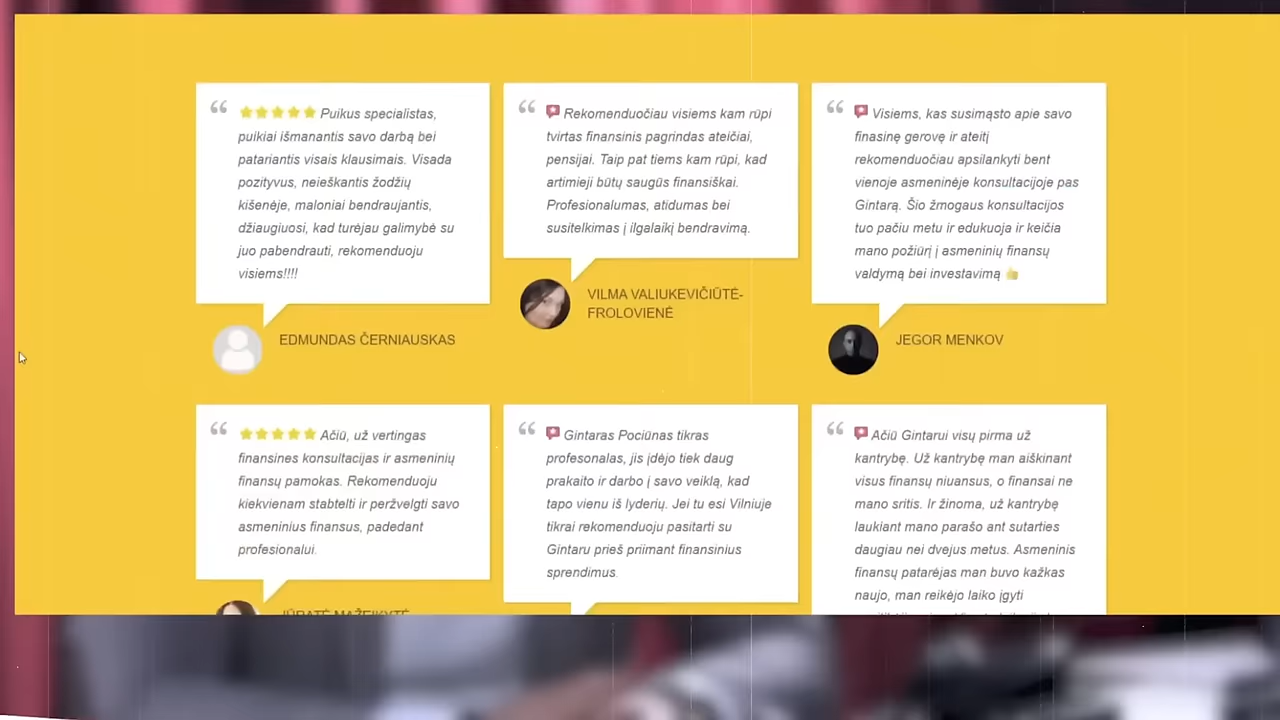 Puikus specialistas,
puikiai išmanantis savo darbą bei
patariantis visais klausimais. Visada
pozityvus, neieškantis žodžių
kišenėje, maloniai bendraujantis,
džiaugiuosi, kad turėjau galimybę su
juo pabendrauti, rekomenduoju
visiems!!!!
EDMUNDAS ČERNIAUSKAS
Rekomenduočiau visiems kam rūpi
tvirtas finansinis pagrindas ateičiai,
pensijai. Taip pat tiems kam rūpi, kad
artimieji būtų saugūs finansiškai.
Profesionalumas, atidumas bei
susitelkimas į ilgalaikį bendravimą.
VILMA VALIUKEVIČIŪTĖ-
FROLOVIENĖ
Visiems, kas susimąsto apie savo
finasinę gerovę ir ateitį
rekomenduočiau apsilankyti bent
vienoje asmeninėje konsultacijoje pas
Gintarą. Šio žmogaus konsultacijos
tuo pačiu metu ir edukuoja ir keičia
mano požiūrį į asmeninių finansų
valdymą bei investavimą
JEGOR MENKOV
Ačiū, už vertingas
finansines konsultacijas ir asmeninių
finansų pamokas. Rekomenduoju
kiekvienam stabtelti ir peržvelgti savo
asmeninius finansus, padedant
profesionalui.
JŪRATĖ MAŽEIKYTĖ
Gintaras Pociūnas tikras
profesonalas, jis įdėjo tiek daug
prakaito ir darbo į savo veiklą, kad
tapo vienu iš lyderių. Jei tu esi Vilniuje
tikrai rekomenduoju pasitarti su
Gintaru prieš priimant finansinius
sprendimus.
Ačiū Gintarui visų pirma už
kantrybę. Už kantrybę man aiškinant
visus finansų niuansus, o finansai ne
mano sritis. Ir žinoma, už kantrybę
laukiant mano parašo ant sutarties
daugiau nei dvejus metus. Asmeninis
finansų patarėjas man buvo kažkas
naujo, man reikėjo laiko įgyti